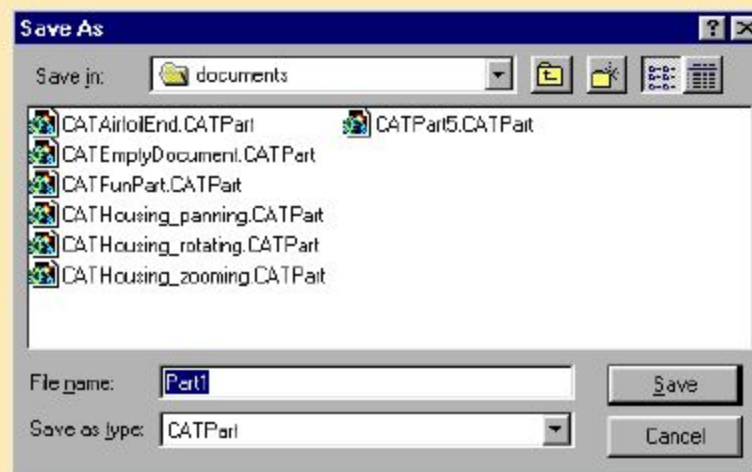 Save As
Save in: documents
CATAirfoilEnd.CATPart
CATEmptyDocument.CATPart
CATFunPart.CATPart
CATHousing_panning.CATPart
CATHousing_rotating.CATPart
CATHousing_zooming.CATPart
CATPart5.CATPart
File name: Part1
Save
Save as type: CATPart
Cancel